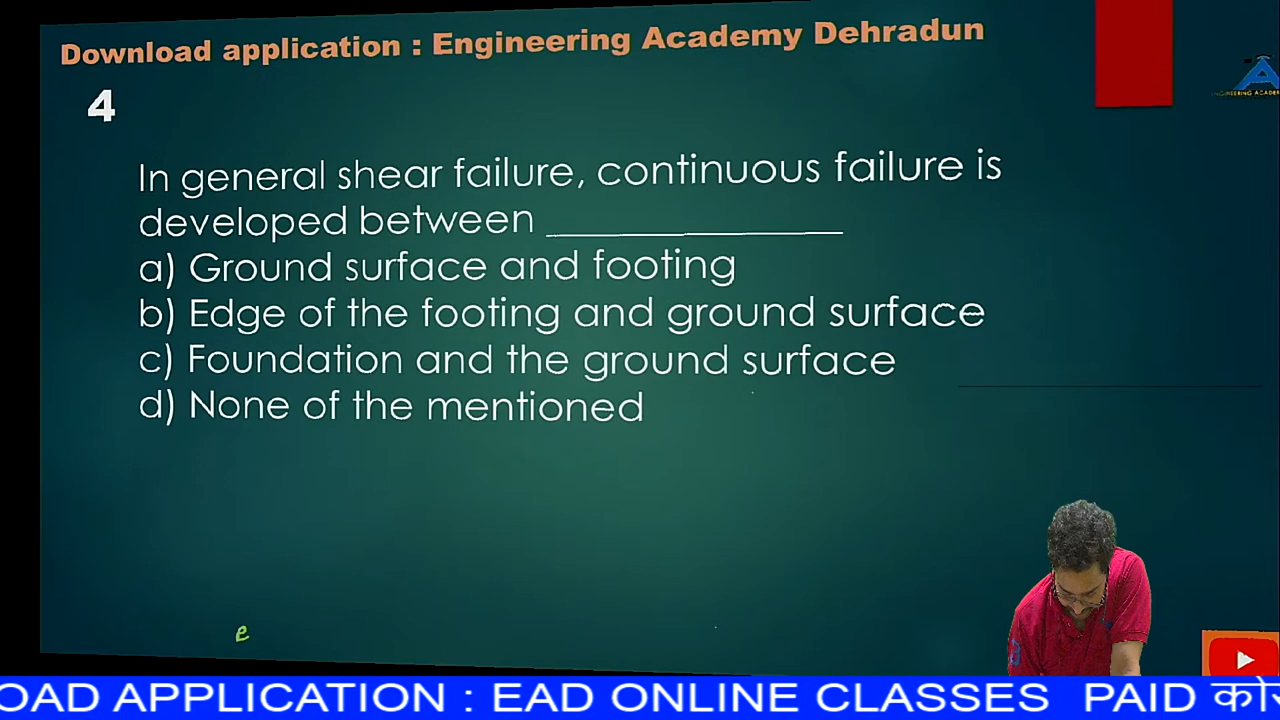 Download application : Engineering Academy Dehradun
4
In general shear failure, continuous failure is
developed between ______________
a) Ground surface and footing
b) Edge of the footing and ground surface
c) Foundation and the ground surface
d) None of the mentioned
e
OAD APPLICATION : EAD ONLINE CLASSES PAID